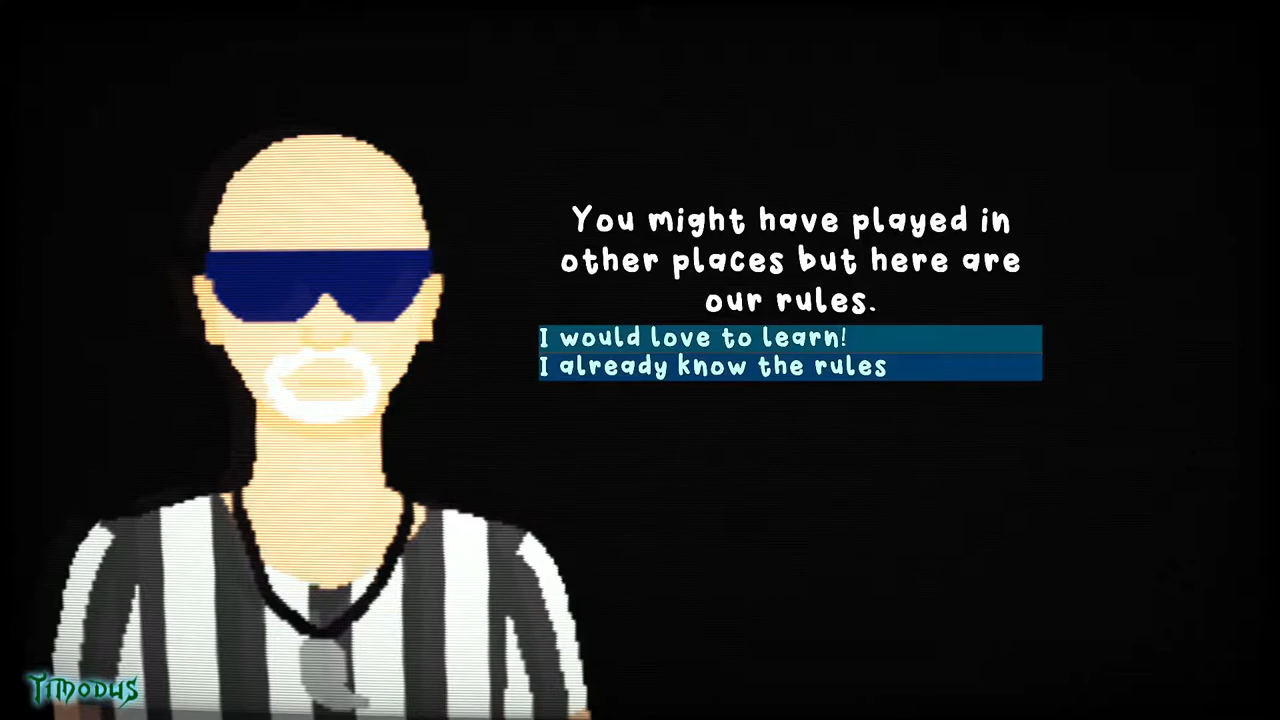 You might have played in
other places but here are
our rules.
I would love to learn!
I already know the rules
Timodus